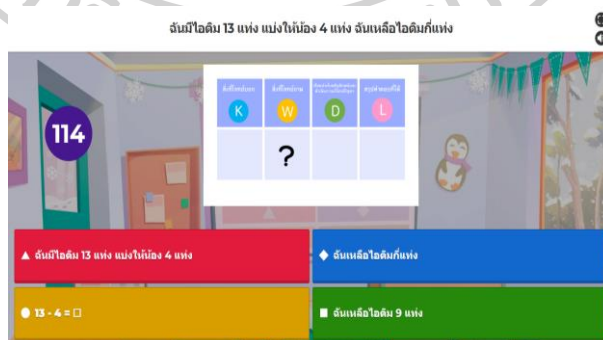 ฉันมีไอติม 13 แท่ง แบ่งให้น้อง 4 แท่ง ฉันเหลือไอติมกี่แท่ง
114
K W D L
?
ฉันมีไอติม 13 แท่ง แบ่งให้น้อง 4 แท่ง
ฉันเหลือไอติมกี่แท่ง
13 - 4 = □
ฉันเหลือไอติม 9 แท่ง